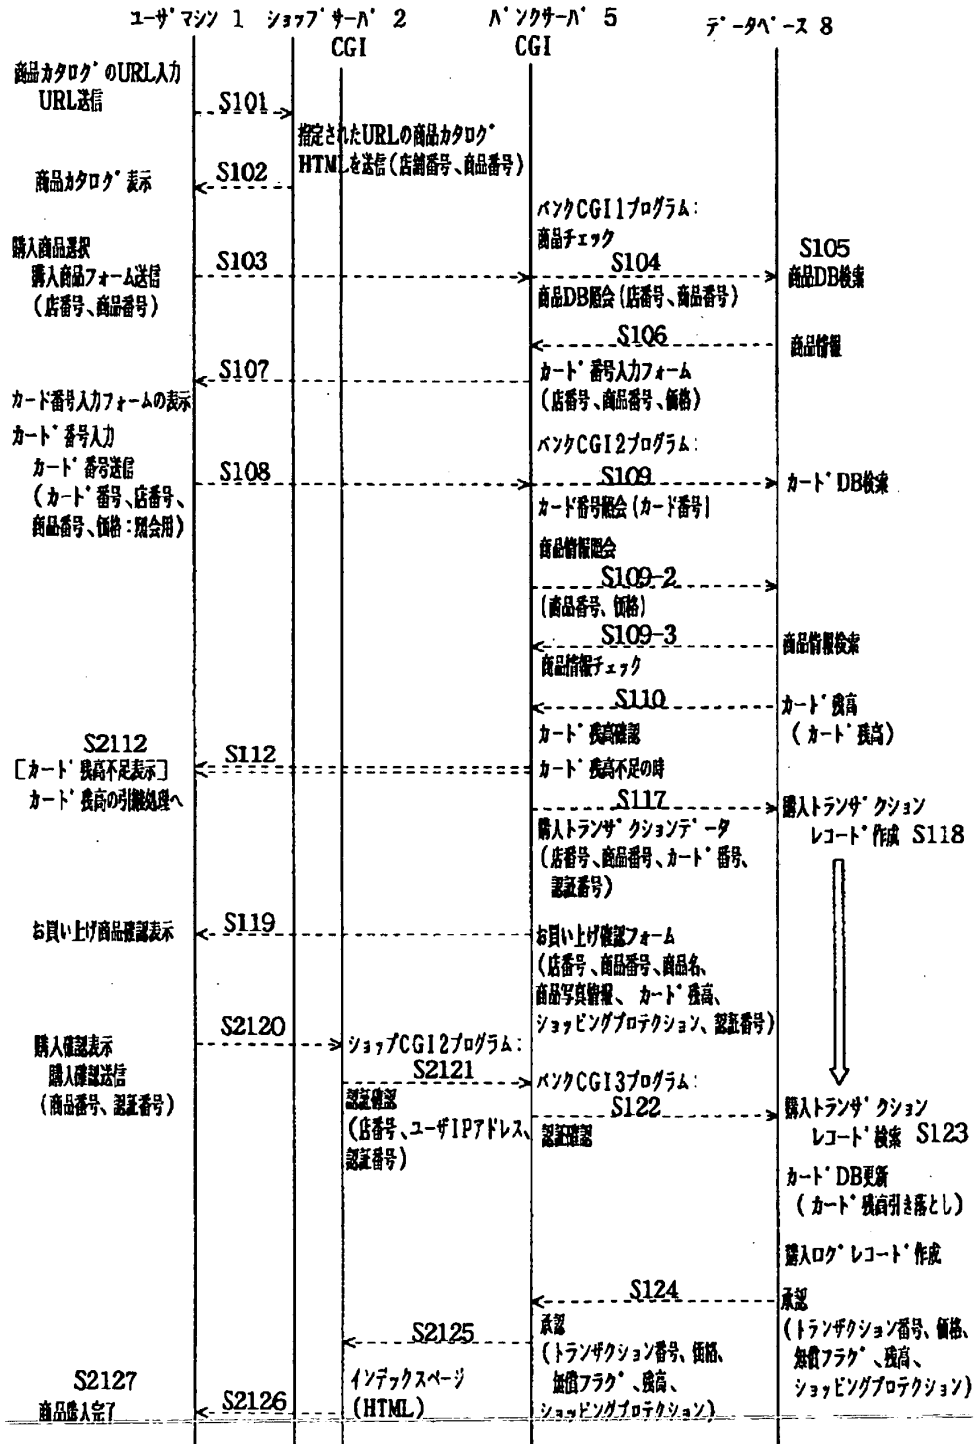 ユーザマシン 1 ショップサーバ 2 バンクサーバ 5 データベース 8
CGI CGI
商品カタログのURL入力
URL送信
S101
指定されたURLの商品カタログ
HTMLを送信(店舗番号、商品番号)
S102
商品カタログ表示
バンクCGI1プログラム:
商品チェック
購入商品選択
購入商品フォーム送信
(店番号、商品番号)
S103
S104
S105
商品DB検索
商品DB照会(店番号、商品番号)
S106
商品情報
S107
カード番号入力フォーム
(店番号、商品番号、価格)
カード番号入力フォームの表示
カード番号入力
カード番号送信
(カード番号、店番号、
商品番号、価格:照会用)
バンクCGI2プログラム:
S108
S109
カードDB検索
カード番号照会(カード番号)
商品情報照会
S109-2
(商品番号、価格)
S109-3
商品情報検索
商品情報チェック
S110
カード残高
(カード残高)
カード残高確認
S2112
[カード残高不足表示]
カード残高の引継処理へ
S112
カード残高不足の時
S117
購入トランザクション
レコード作成 S118
購入トランザクションデータ
(店番号、商品番号、カード番号、
認証番号)
S119
お買い上げ商品確認表示
お買い上げ確認フォーム
(店番号、商品番号、商品名、
商品写真情報、カード残高、
ショッピングプロテクション、認証番号)
S2120
購入確認表示
購入確認送信
(商品番号、認証番号)
ショップCGI2プログラム:
S2121
バンクCGI3プログラム:
認証確認
(店番号、ユーザIPアドレス、
認証番号)
S122
認証確認
購入トランザクション
レコード検索 S123
カードDB更新
(カード残高引き落とし)
購入ログレコード作成
S124
承認
(トランザクション番号、価格、
無償フラグ、残高、
ショッピングプロテクション)
S2125
承認
(トランザクション番号、価格、
無償フラグ、残高、
ショッピングプロテクション)
インデックスページ
(HTML)
S2126
S2127
商品購入完了